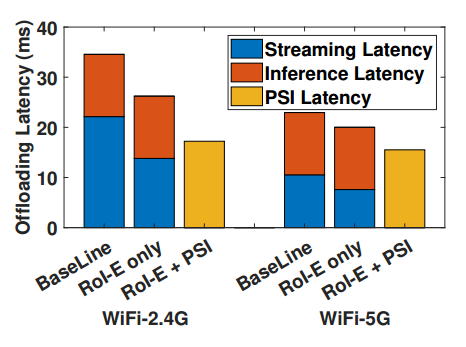 Offloading Latency (ms)
40
30
20
10
0
Streaming Latency
Inference Latency
PSI Latency
BaseLine
RoI-E only
RoI-E + PSI
BaseLine
RoI-E only
RoI-E + PSI
WiFi-2.4G
WiFi-5G